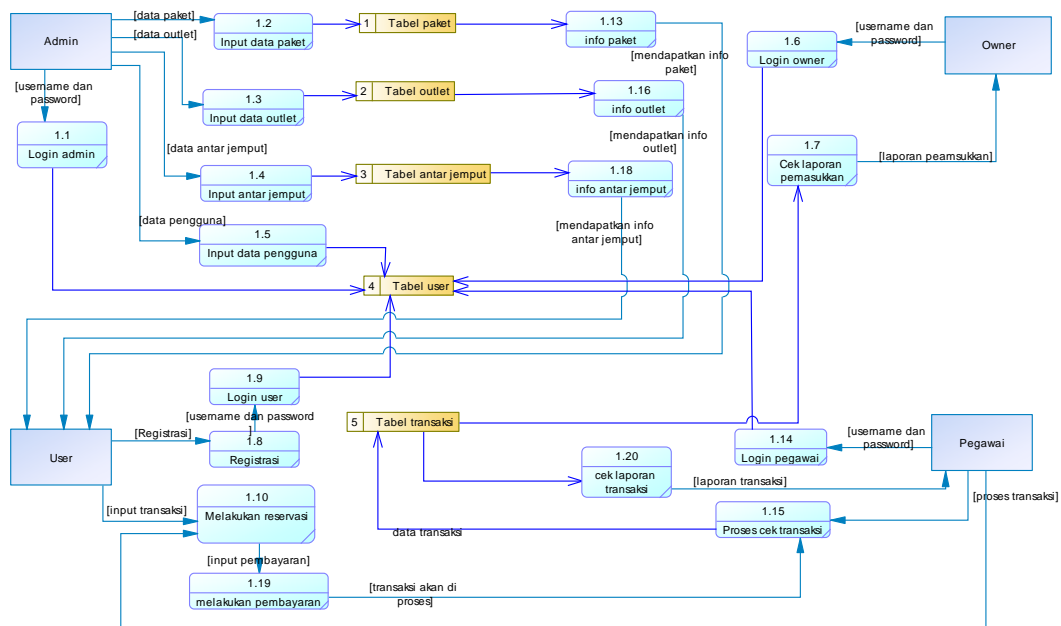 Admin
[data paket]
[data outlet]
1.2
Input data paket
1
Tabel paket
1.13
info paket
[mendapatkan info
paket]
1.6
Login owner
[username dan
password]
Owner
[username dan
password]
1.1
Login admin
1.3
Input data outlet
2
Tabel outlet
1.16
info outlet
[mendapatkan info
outlet]
1.7
Cek laporan
pemasukkan
[laporan peamsukkan]
[data antar jemput]
1.4
Input antar jemput
3
Tabel antar jemput
1.18
info antar jemput
[mendapatkan info
antar jemput]
[data pengguna]
1.5
Input data pengguna
4
Tabel user
1.9
Login user
[username dan password
]
[Registrasi]
1.8
Registrasi
User
5
Tabel transaksi
1.14
Login pegawai
[username dan
password]
Pegawai
1.20
cek laporan
transaksi
[laporan transaksi]
[proses transaksi]
[input transaksi]
1.10
Melakukan reservasi
data transaksi
1.15
Proses cek transaksi
[input pembayaran]
1.19
melakukan pembayaran
[transaksi akan di
proses]